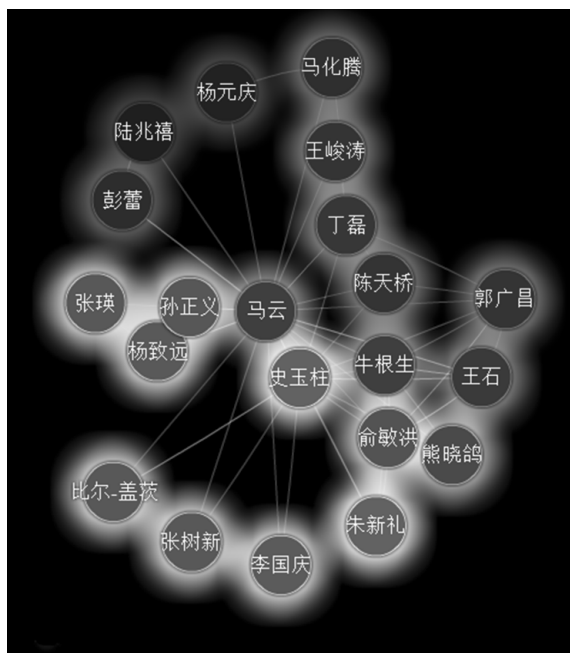 马化腾
杨元庆
陆兆禧
王峻涛
彭蕾
丁磊
陈天桥
张瑛
孙正义
马云
郭广昌
杨致远
史玉柱
牛根生
王石
俞敏洪
熊晓鸽
比尔-盖茨
朱新礼
张树新
李国庆